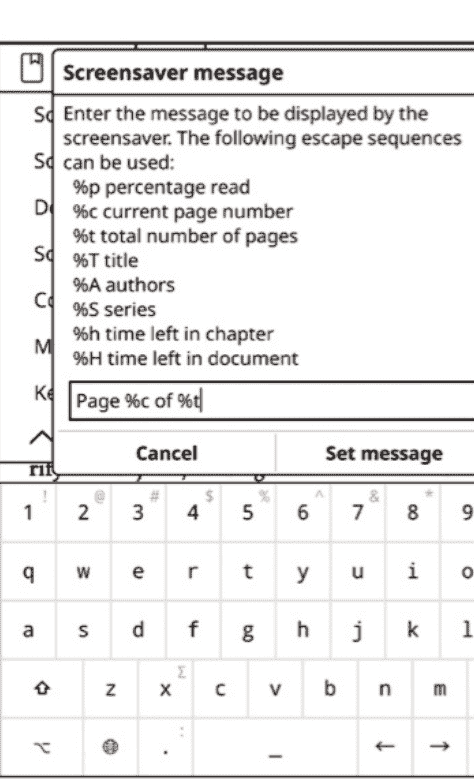 Screensaver message
Enter the message to be displayed by the
screensaver. The following escape sequences
can be used:
%p percentage read
%c current page number
%t total number of pages
%T title
%A authors
%S series
%h time left in chapter
%H time left in document
Page %c of %t
Cancel Set message
! @ # $ % ^ & *
1 2 3 4 5 6 7 8 9
q w e r t y u i o
a s d f g h j k l
Σ
z x c v b n m
:
. _ ← →